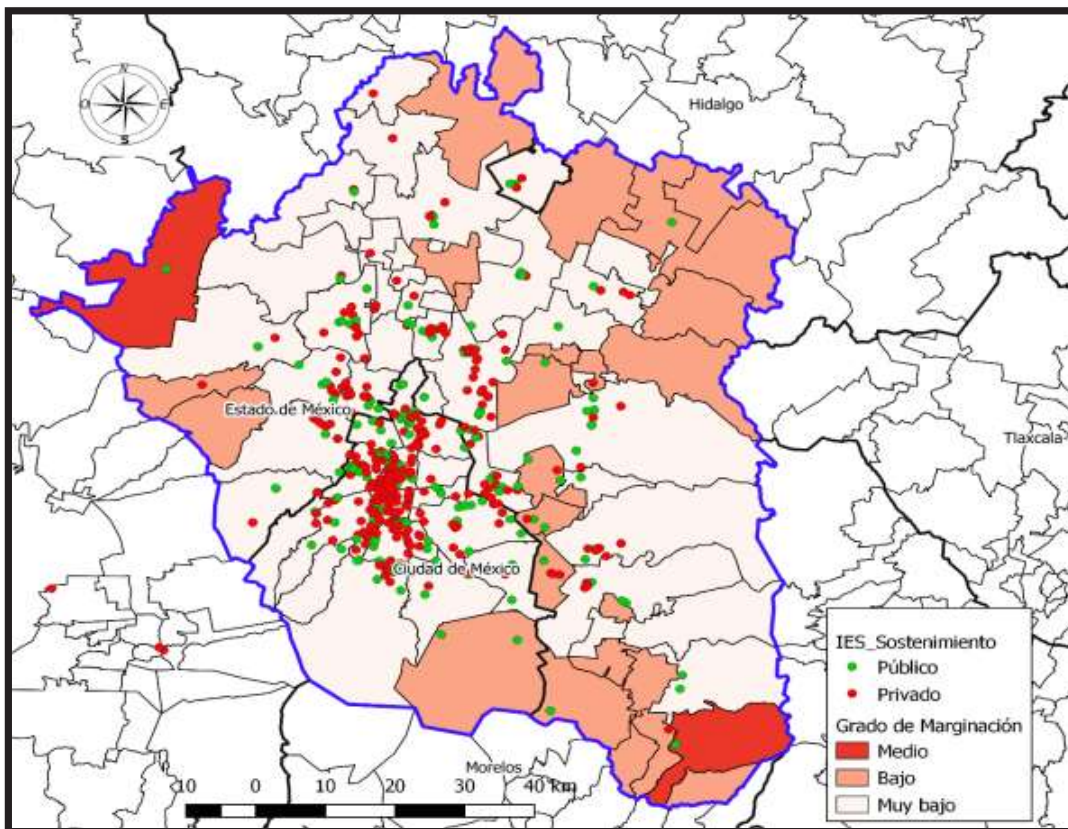 N
O
E
S
Hidalgo
Estado de México
Tlaxcala
Ciudad de México
Morelos
10 0 10 20 30 40 km
IES_Sostenimiento
Público
Privado
Grado de Marginación
Medio
Bajo
Muy bajo